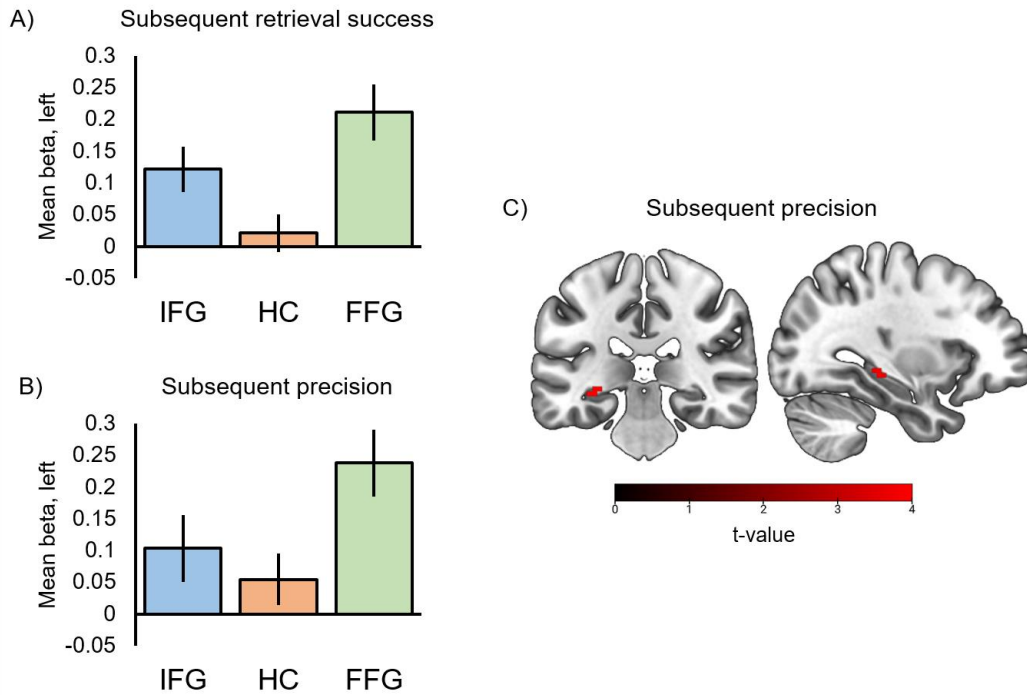 A) Subsequent retrieval success
0.3
0.25
0.2
0.15
0.1
0.05
0
-0.05
Mean beta, left
IFG HC FFG
B) Subsequent precision
0.3
0.25
0.2
0.15
0.1
0.05
0
-0.05
Mean beta, left
IFG HC FFG
C) Subsequent precision
0 1 2 3 4
t-value